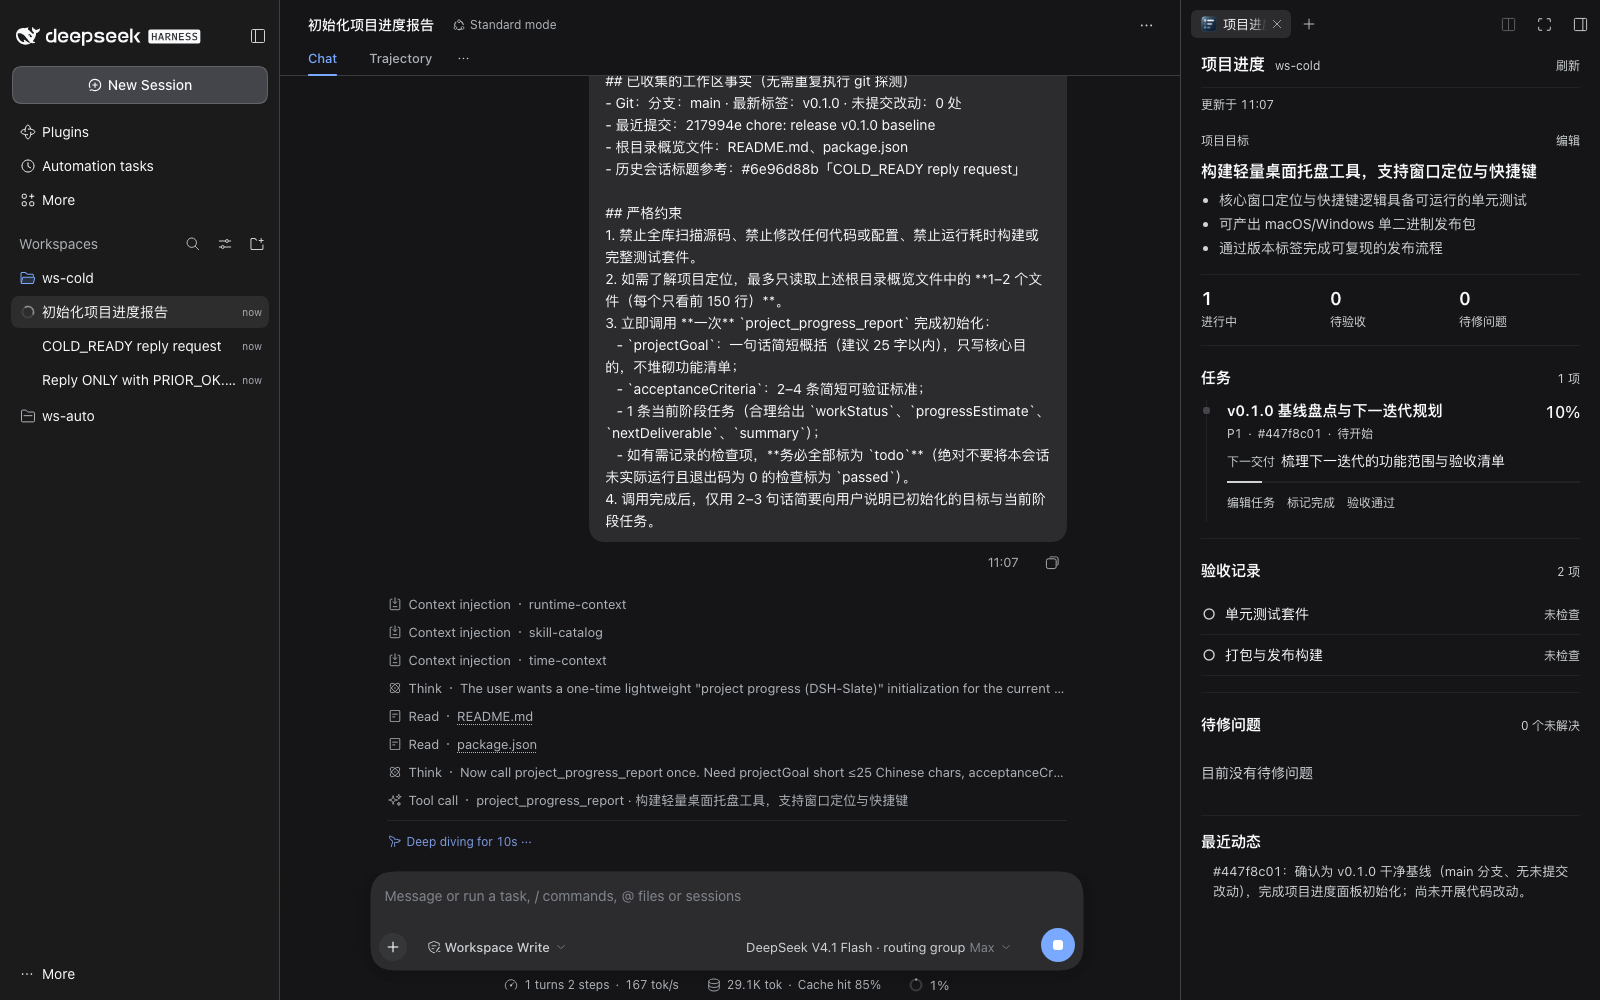 deepseek HARNESS
New Session
Plugins
Automation tasks
More
Workspaces
ws-cold
初始化项目进度报告 now
COLD_READY reply request now
Reply ONLY with PRIOR_OK.... now
ws-auto
More
初始化项目进度报告 Standard mode
Chat Trajectory
## 已收集的工作区事实（无需重复执行 git 探测）
- Git：分支：main · 最新标签：v0.1.0 · 未提交改动：0 处
- 最近提交：217994e chore: release v0.1.0 baseline
- 根目录概览文件：README.md、package.json
- 历史会话标题参考：#6e96d88b「COLD_READY reply request」
## 严格约束
1. 禁止全库扫描源码、禁止修改任何代码或配置、禁止运行耗时构建或
完整测试套件。
2. 如需了解项目定位，最多只读取上述根目录概览文件中的 **1–2 个文
件（每个只看前 150 行）**。
3. 立即调用 **一次** `project_progress_report` 完成初始化：
- `projectGoal`：一句话简短概括（建议 25 字以内），只写核心目
的，不堆砌功能清单；
- `acceptanceCriteria`：2–4 条简短可验证标准；
- 1 条当前阶段任务（合理给出 `workStatus`、`progressEstimate`、
`nextDeliverable`、`summary`）；
- 如有需记录的检查项，**务必全部标为 `todo`**（绝对不要将本会话
未实际运行且退出码为 0 的检查标为 `passed`）。
4. 调用完成后，仅用 2–3 句话简要向用户说明已初始化的目标与当前阶
段任务。
11:07
Context injection · runtime-context
Context injection · skill-catalog
Context injection · time-context
Think · The user wants a one-time lightweight "project progress (DSH-Slate)" initialization for the current ...
Read · README.md
Read · package.json
Think · Now call project_progress_report once. Need projectGoal short ≤25 Chinese chars, acceptanceCr...
Tool call · project_progress_report · 构建轻量桌面托盘工具，支持窗口定位与快捷键
Deep diving for 10s ···
Message or run a task, / commands, @ files or sessions
Workspace Write DeepSeek V4.1 Flash · routing group Max
1 turns 2 steps · 167 tok/s 29.1K tok · Cache hit 85% 1%
项目进
项目进度 ws-cold 刷新
更新于 11:07
项目目标 编辑
构建轻量桌面托盘工具，支持窗口定位与快捷键
• 核心窗口定位与快捷键逻辑具备可运行的单元测试
• 可产出 macOS/Windows 单二进制发布包
• 通过版本标签完成可复现的发布流程
1 0 0
进行中 待验收 待修问题
任务 1 项
v0.1.0 基线盘点与下一迭代规划 10%
P1 · #447f8c01 · 待开始
下一交付 梳理下一迭代的功能范围与验收清单
编辑任务 标记完成 验收通过
验收记录 2 项
单元测试套件 未检查
打包与发布构建 未检查
待修问题 0 个未解决
目前没有待修问题
最近动态
#447f8c01：确认为 v0.1.0 干净基线（main 分支、无未提交
改动），完成项目进度面板初始化；尚未开展代码改动。